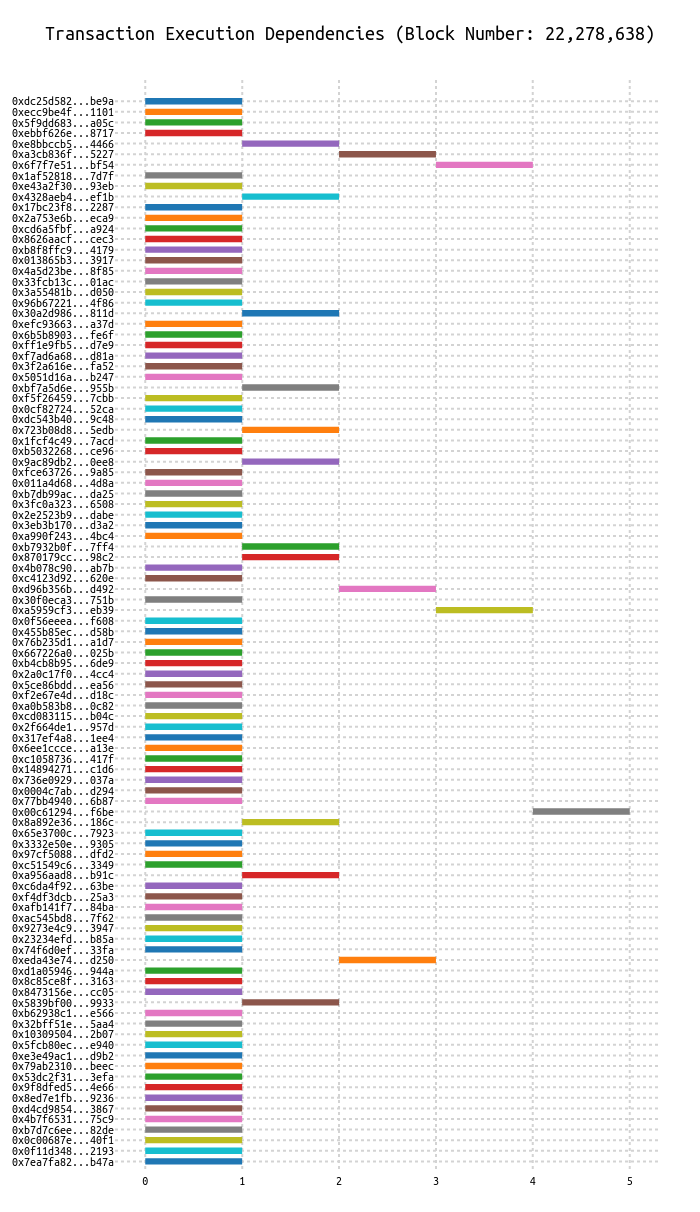 Transaction Execution Dependencies (Block Number: 22,278,638)
0xdc25d582...be9a
0xecc9be4f...1101
0x5f9dd683...a05c
0xebbf626e...8717
0xe8bbccb5...4466
0xa3cb836f...5227
0x6f7f7e51...bf54
0x1af52818...7d7f
0xe43a2f30...93eb
0x4328aeb4...ef1b
0x17bc23f8...2287
0x2a753e6b...eca9
0xcd6a5fbf...a924
0x8626aacf...cec3
0xb8f8ffc9...4179
0x013865b3...3917
0x4a5d23be...8f85
0x33fcb13c...01ac
0x3a55481b...d050
0x96b67221...4f86
0x30a2d986...811d
0xefc93663...a37d
0x6b5b8903...fe6f
0xff1e9fb5...d7e9
0xf7ad6a68...d81a
0x3f2a616e...fa52
0x5051d16a...b247
0xbf7a5d6e...955b
0xf5f26459...7cbb
0x0cf82724...52ca
0xdc543b40...9c48
0x723b08d8...5edb
0x1fcf4c49...7acd
0xb5032268...ce96
0x9ac89db2...0ee8
0xfce63726...9a85
0x011a4d68...4d8a
0xb7db99ac...da25
0x3fc0a323...6508
0x2e2523b9...dabe
0x3eb3b170...d3a2
0xa990f243...4bc4
0xb7932b0f...7ff4
0x870179cc...98c2
0x4b078c90...ab7b
0xc4123d92...620e
0xd96b356b...d492
0x30f0eca3...751b
0xa5959cf3...eb39
0x0f56eeea...f608
0x455b85ec...d58b
0x76b235d1...a1d7
0x667226a0...025b
0xb4cb8b95...6de9
0x2a0c17f0...4cc4
0x5ce86bdd...ea56
0xf2e67e4d...d18c
0xa0b583b8...0c82
0xcd083115...b04c
0x2f664de1...957d
0x317ef4a8...1ee4
0x6ee1ccce...a13e
0xc1058736...417f
0x14894271...c1d6
0x736e0929...037a
0x0004c7ab...d294
0x77bb4940...6b87
0x00c61294...f6be
0x8a892e36...186c
0x65e3700c...7923
0x3332e50e...9305
0x97cf5088...dfd2
0xc51549c6...3349
0xa956aad8...b91c
0xc6da4f92...63be
0xf4df3dcb...25a3
0xafb141f7...84ba
0xac545bd8...7f62
0x9273e4c9...3947
0x23234efd...b85a
0x74f6d0ef...33fa
0xeda43e74...d250
0xd1a05946...944a
0x8c85ce8f...3163
0x8473156e...cc05
0x5839bf00...9933
0xb62938c1...e566
0x32bff51e...5aa4
0x10309504...2b07
0x5fcb80ec...e940
0xe3e49ac1...d9b2
0x79ab2310...beec
0x53dc2f31...3efa
0x9f8dfed5...4e66
0x8ed7e1fb...9236
0xd4cd9854...3867
0x4b7f6531...75c9
0xb7d7c6ee...82de
0x0c00687e...40f1
0x0f11d348...2193
0x7ea7fa82...b47a
0 1 2 3 4 5